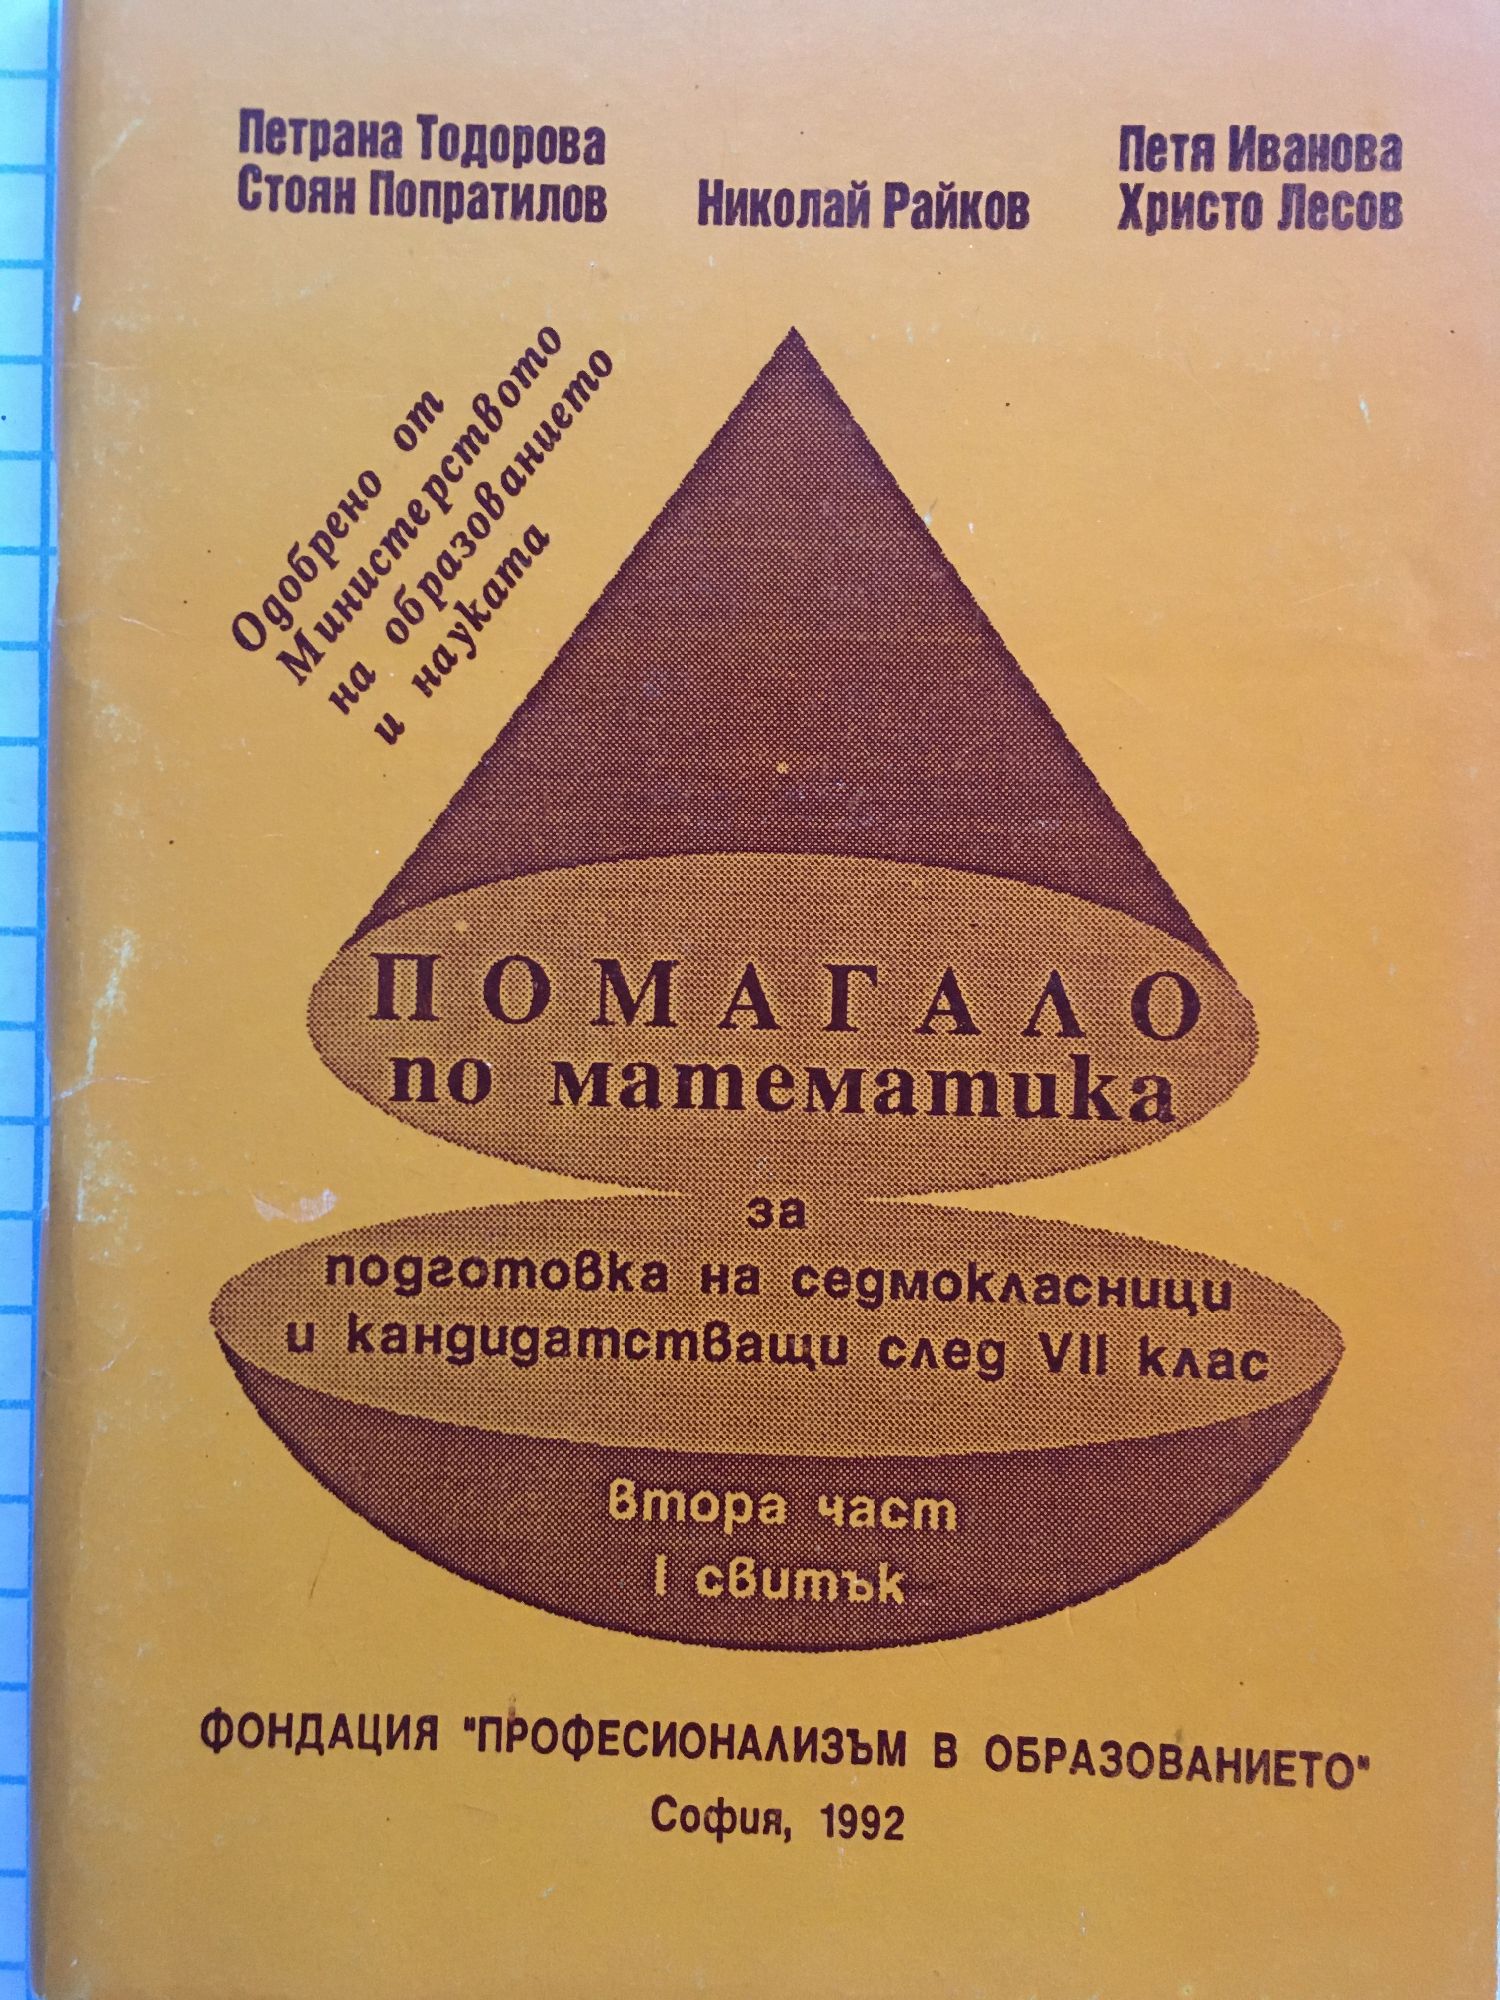 Петрана Тодорова
Стоян Попратилов
Николай Райков
Петя Иванова
Христо Лесов
Одобрено от
Министерството
на образованието
и науката
ПОМАГАЛО
по математика
за
подготовка на седмокласници
и кандидатстващи след VII клас
втора част
I свитък
ФОНДАЦИЯ "ПРОФЕСИОНАЛИЗЪМ В ОБРАЗОВАНИЕТО"
София, 1992